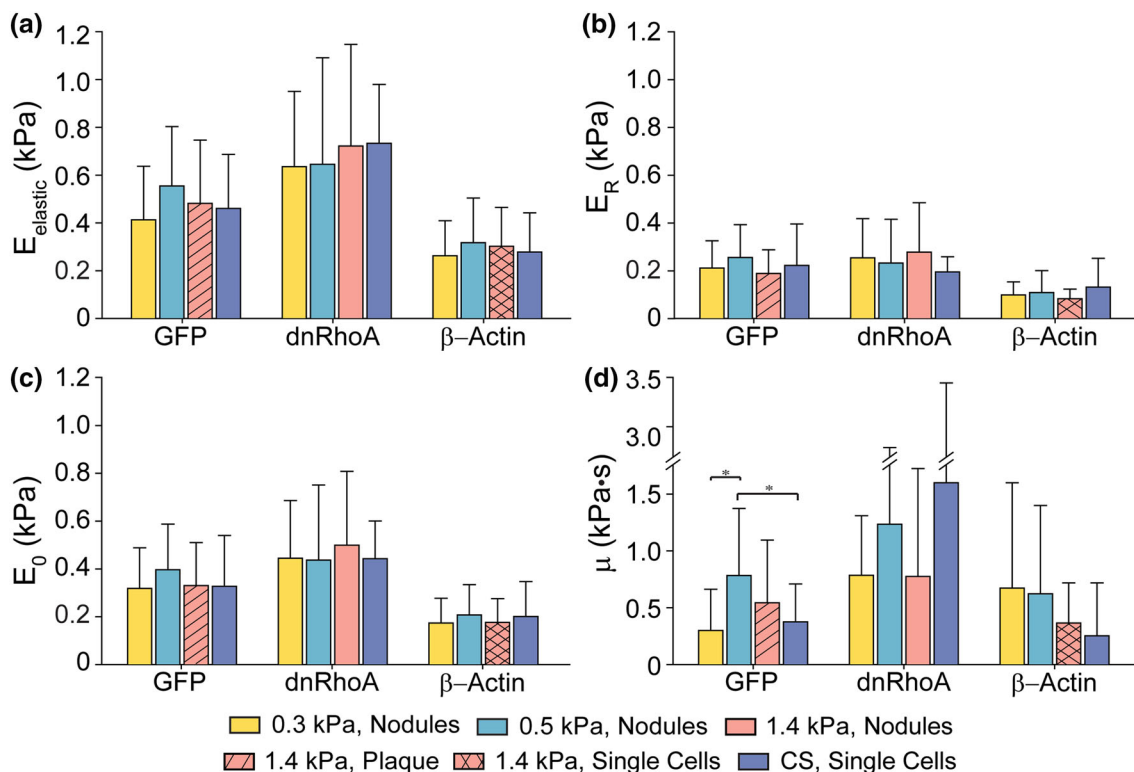 (a)
1.2
1.0
0.8
0.6
0.4
0.2
0
E_elastic (kPa)
GFP dnRhoA β–Actin
(b)
1.2
1.0
0.8
0.6
0.4
0.2
0
E_R (kPa)
GFP dnRhoA β–Actin
(c)
1.2
1.0
0.8
0.6
0.4
0.2
0
E_0 (kPa)
GFP dnRhoA β–Actin
(d)
3.5
3.0
1.5
1.0
0.5
0
μ (kPa•s)
*
*
GFP dnRhoA β–Actin
0.3 kPa, Nodules 0.5 kPa, Nodules 1.4 kPa, Nodules
1.4 kPa, Plaque 1.4 kPa, Single Cells CS, Single Cells